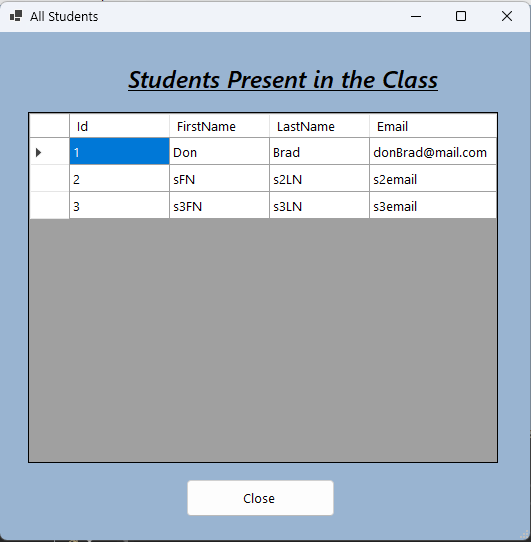 All Students
Students Present in the Class
Id FirstName LastName Email
1 Don Brad donBrad@mail.com
2 sFN s2LN s2email
3 s3FN s3LN s3email
Close